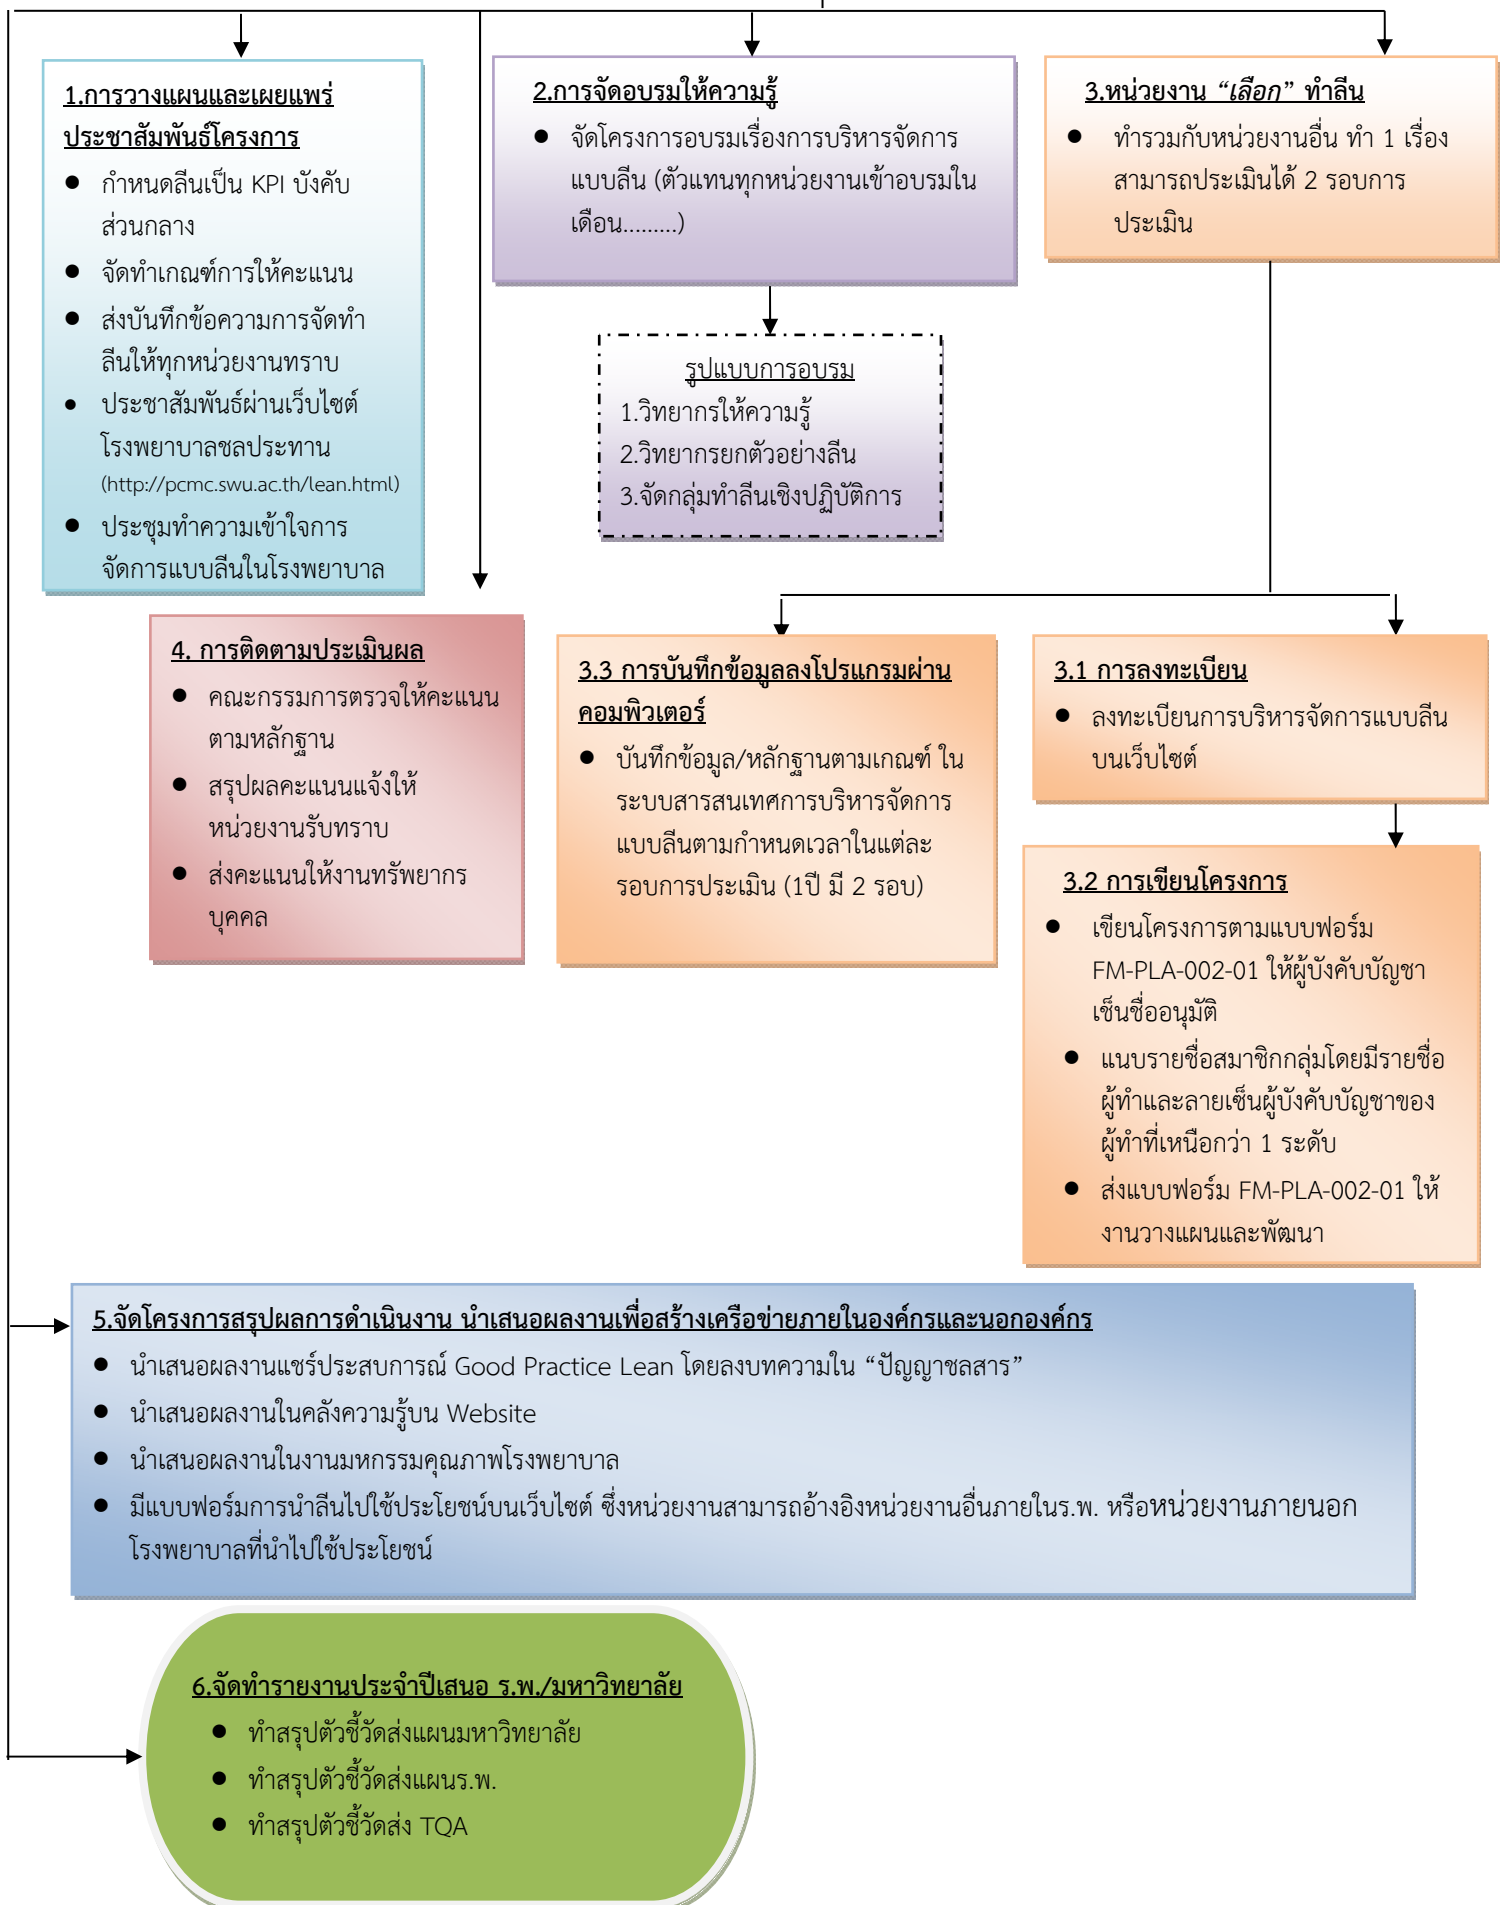 1.การวางแผนและเผยแพร่
ประชาสัมพันธ์โครงการ
● กำหนดลีนเป็น KPI บังคับ
ส่วนกลาง
● จัดทำเกณฑ์การให้คะแนน
● ส่งบันทึกข้อความการจัดทำ
ลีนให้ทุกหน่วยงานทราบ
● ประชาสัมพันธ์ผ่านเว็บไซต์
โรงพยาบาลชลประทาน
(http://pcmc.swu.ac.th/lean.html)
● ประชุมทำความเข้าใจการ
จัดการแบบลีนในโรงพยาบาล
2.การจัดอบรมให้ความรู้
● จัดโครงการอบรมเรื่องการบริหารจัดการ
แบบลีน (ตัวแทนทุกหน่วยงานเข้าอบรมใน
เดือน.........)
รูปแบบการอบรม
1.วิทยากรให้ความรู้
2.วิทยากรยกตัวอย่างลีน
3.จัดกลุ่มทำลีนเชิงปฏิบัติการ
3.หน่วยงาน “เลือก” ทำลีน
● ทำรวมกับหน่วยงานอื่น ทำ 1 เรื่อง
สามารถประเมินได้ 2 รอบการ
ประเมิน
4. การติดตามประเมินผล
● คณะกรรมการตรวจให้คะแนน
ตามหลักฐาน
● สรุปผลคะแนนแจ้งให้
หน่วยงานรับทราบ
● ส่งคะแนนให้งานทรัพยากร
บุคคล
3.3 การบันทึกข้อมูลลงโปรแกรมผ่าน
คอมพิวเตอร์
● บันทึกข้อมูล/หลักฐานตามเกณฑ์ ใน
ระบบสารสนเทศการบริหารจัดการ
แบบลีนตามกำหนดเวลาในแต่ละ
รอบการประเมิน (1ปี มี 2 รอบ)
3.1 การลงทะเบียน
● ลงทะเบียนการบริหารจัดการแบบลีน
บนเว็บไซต์
3.2 การเขียนโครงการ
● เขียนโครงการตามแบบฟอร์ม
FM-PLA-002-01 ให้ผู้บังคับบัญชา
เซ็นชื่ออนุมัติ
● แนบรายชื่อสมาชิกกลุ่มโดยมีรายชื่อ
ผู้ทำและลายเซ็นผู้บังคับบัญชาของ
ผู้ทำที่เหนือกว่า 1 ระดับ
● ส่งแบบฟอร์ม FM-PLA-002-01 ให้
งานวางแผนและพัฒนา
5.จัดโครงการสรุปผลการดำเนินงาน นำเสนอผลงานเพื่อสร้างเครือข่ายภายในองค์กรและนอกองค์กร
● นำเสนอผลงานแชร์ประสบการณ์ Good Practice Lean โดยลงบทความใน “ปัญญาชลสาร”
● นำเสนอผลงานในคลังความรู้บน Website
● นำเสนอผลงานในงานมหกรรมคุณภาพโรงพยาบาล
● มีแบบฟอร์มการนำลีนไปใช้ประโยชน์บนเว็บไซต์ ซึ่งหน่วยงานสามารถอ้างอิงหน่วยงานอื่นภายในร.พ. หรือหน่วยงานภายนอก
โรงพยาบาลที่นำไปใช้ประโยชน์
6.จัดทำรายงานประจำปีเสนอ ร.พ./มหาวิทยาลัย
● ทำสรุปตัวชี้วัดส่งแผนมหาวิทยาลัย
● ทำสรุปตัวชี้วัดส่งแผนร.พ.
● ทำสรุปตัวชี้วัดส่ง TQA